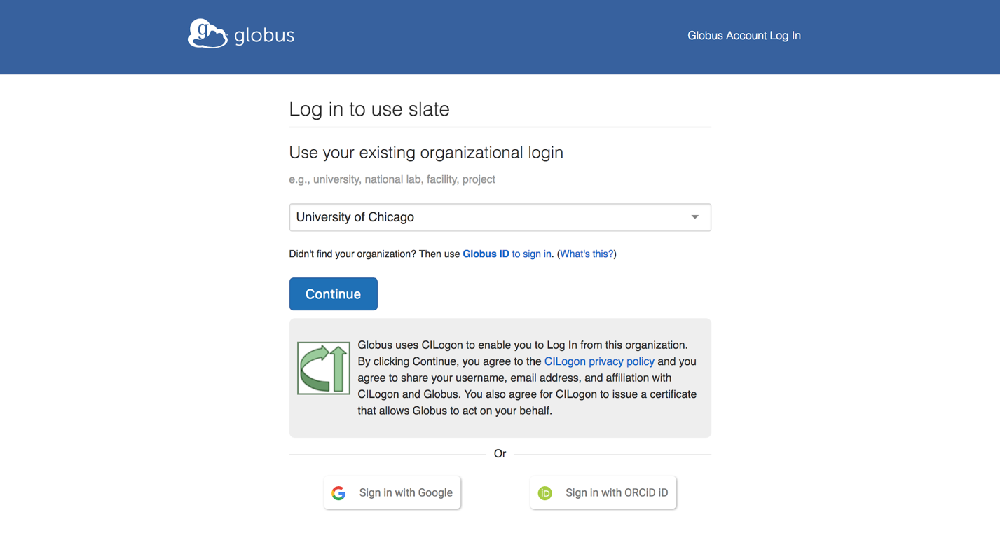 globus
Globus Account Log In
Log in to use slate
Use your existing organizational login
e.g., university, national lab, facility, project
University of Chicago
Didn't find your organization? Then use Globus ID to sign in. (What's this?)
Continue
Globus uses CILogon to enable you to Log In from this organization.
By clicking Continue, you agree to the CILogon privacy policy and you
agree to share your username, email address, and affiliation with
CILogon and Globus. You also agree for CILogon to issue a certificate
that allows Globus to act on your behalf.
Or
Sign in with Google
Sign in with ORCiD iD